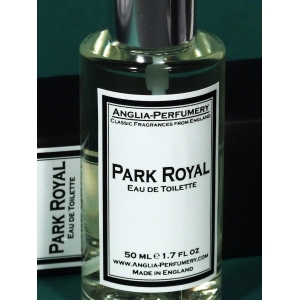 ANGLIA-PERFUMERY
CLASSIC FRAGRANCES FROM ENGLAND
PARK ROYAL
EAU DE TOILETTE
50 ML ℮ 1.7 FL OZ
WWW.ANGLIA-PERFUMERY.COM
MADE IN ENGLAND
PARK ROYAL
EAU DE TOILETTE